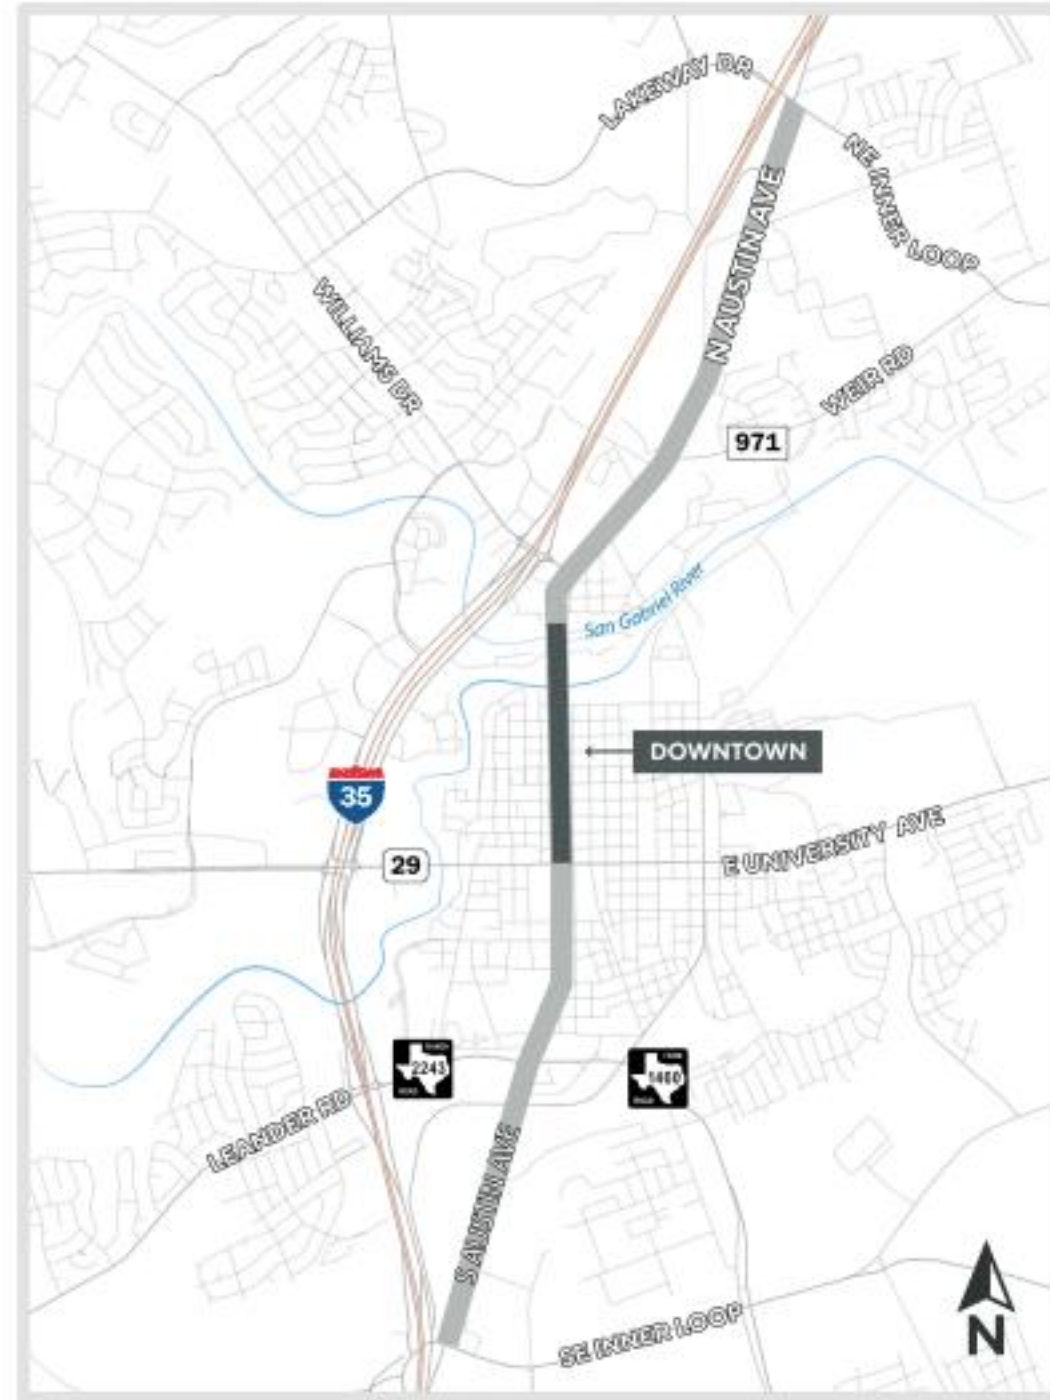 LAKEWAY DR
NE INNER LOOP
N AUSTIN AVE
WILLIAMS DR
WEIR RD
971
San Gabriel River
DOWNTOWN
35
29
E UNIVERSITY AVE
2243
1460
LEANDER RD
S AUSTIN AVE
SE INNER LOOP
N